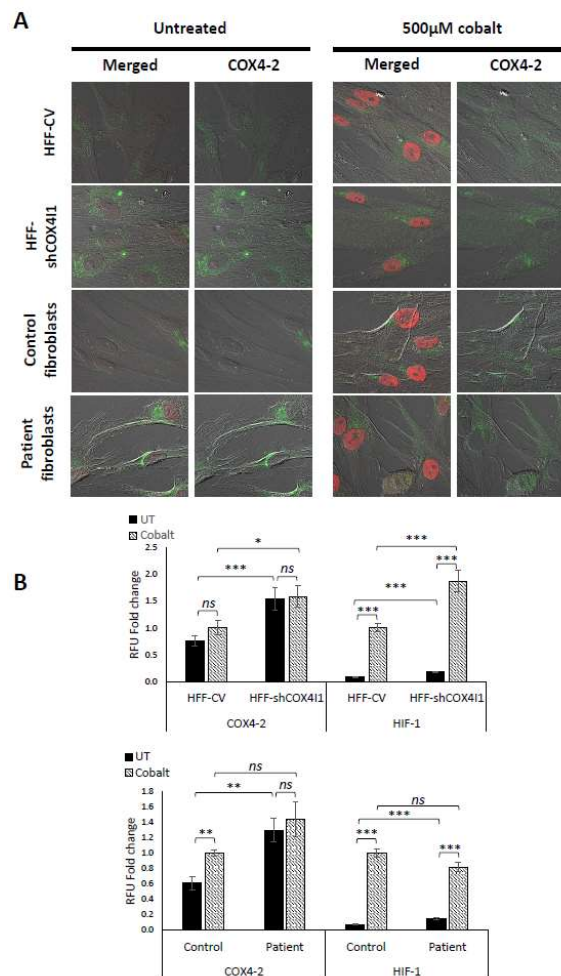 A
Untreated 500µM cobalt
Merged COX4-2 Merged COX4-2
HFF-CV
HFF-
shCOX4I1
Control
fibroblasts
Patient
fibroblasts
B
UT
Cobalt
RFU Fold change
2.5
2.0
1.5
1.0
0.5
0.0
* ***
*** ns *** ***
ns ***
HFF-CV HFF-shCOX4I1 HFF-CV HFF-shCOX4I1
COX4-2 HIF-1
UT
Cobalt
RFU Fold change
1.8
1.6
1.4
1.2
1.0
0.8
0.6
0.4
0.2
0.0
ns ns
** ns ***
** *** ***
Control Patient Control Patient
COX4-2 HIF-1